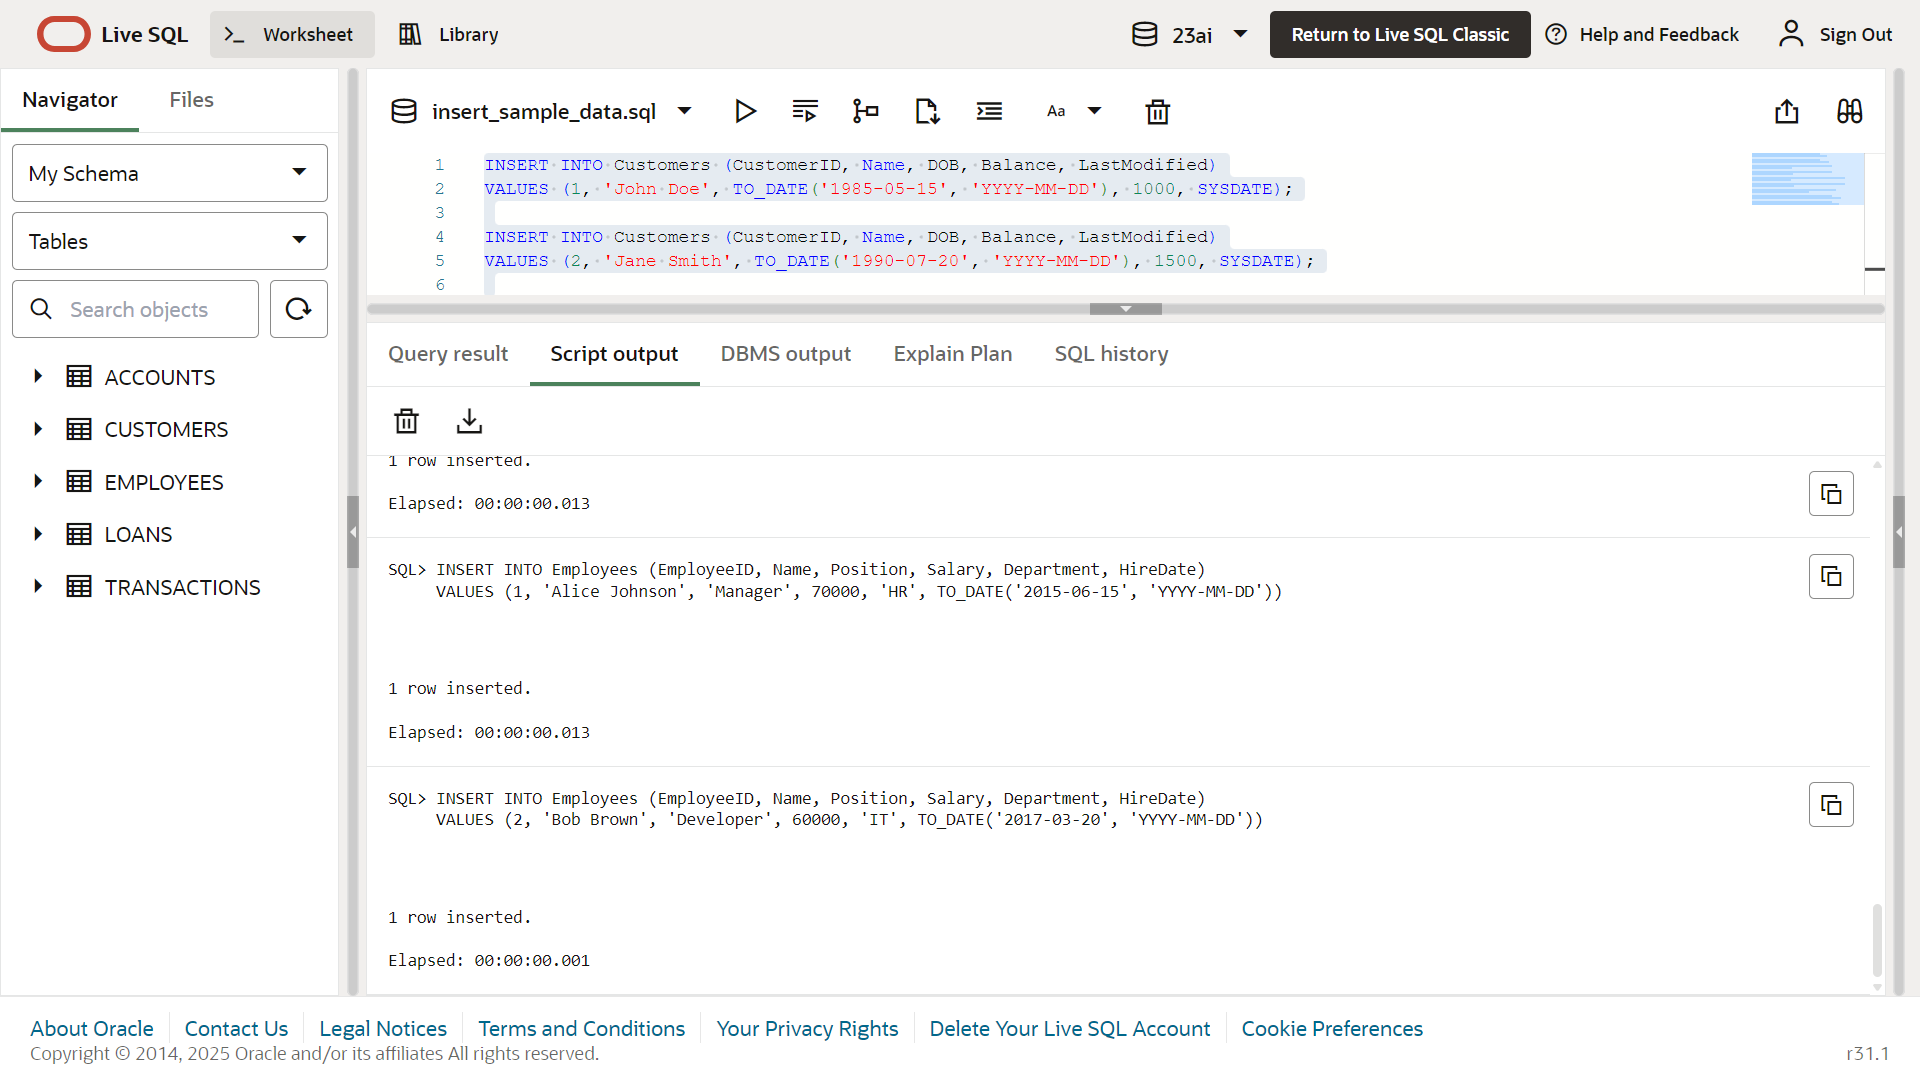 Live SQL
Worksheet
Library
23ai
Return to Live SQL Classic
Help and Feedback
Sign Out
Navigator
Files
My Schema
Tables
Search objects
ACCOUNTS
CUSTOMERS
EMPLOYEES
LOANS
TRANSACTIONS
insert_sample_data.sql
Aa
1 INSERT INTO Customers (CustomerID, Name, DOB, Balance, LastModified)
2 VALUES (1, 'John Doe', TO_DATE('1985-05-15', 'YYYY-MM-DD'), 1000, SYSDATE);
3
4 INSERT INTO Customers (CustomerID, Name, DOB, Balance, LastModified)
5 VALUES (2, 'Jane Smith', TO_DATE('1990-07-20', 'YYYY-MM-DD'), 1500, SYSDATE);
6
Query result
Script output
DBMS output
Explain Plan
SQL history
1 row inserted.
Elapsed: 00:00:00.013
SQL> INSERT INTO Employees (EmployeeID, Name, Position, Salary, Department, HireDate)
VALUES (1, 'Alice Johnson', 'Manager', 70000, 'HR', TO_DATE('2015-06-15', 'YYYY-MM-DD'))
1 row inserted.
Elapsed: 00:00:00.013
SQL> INSERT INTO Employees (EmployeeID, Name, Position, Salary, Department, HireDate)
VALUES (2, 'Bob Brown', 'Developer', 60000, 'IT', TO_DATE('2017-03-20', 'YYYY-MM-DD'))
1 row inserted.
Elapsed: 00:00:00.001
About Oracle
Contact Us
Legal Notices
Terms and Conditions
Your Privacy Rights
Delete Your Live SQL Account
Cookie Preferences
Copyright © 2014, 2025 Oracle and/or its affiliates All rights reserved.
r31.1